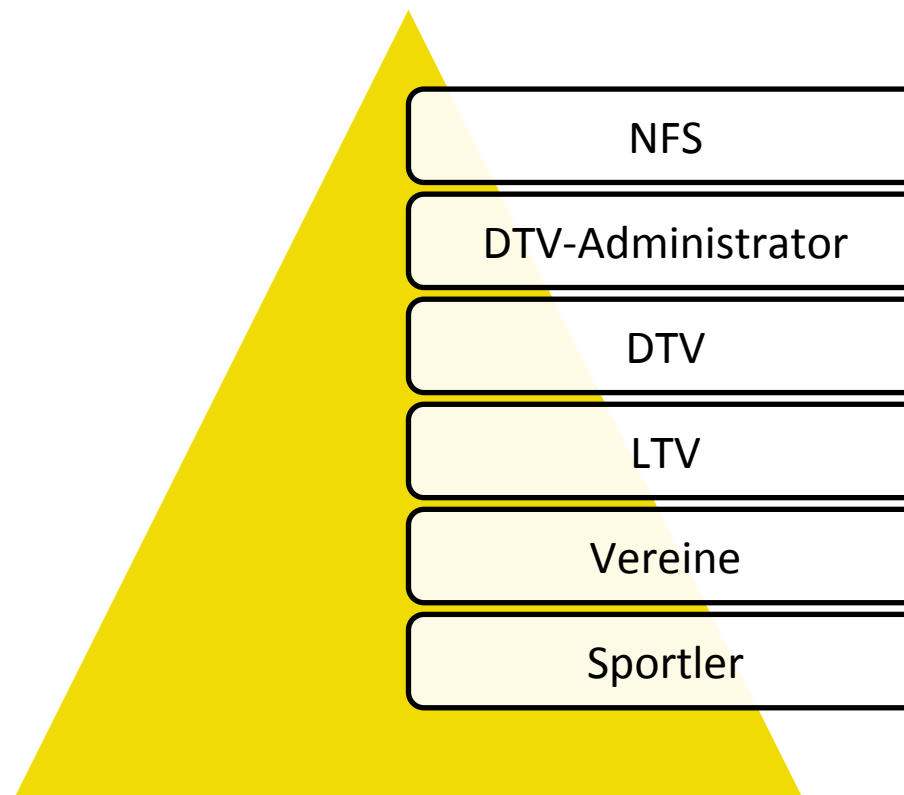 NFS
DTV-Administrator
DTV
LTV
Vereine
Sportler